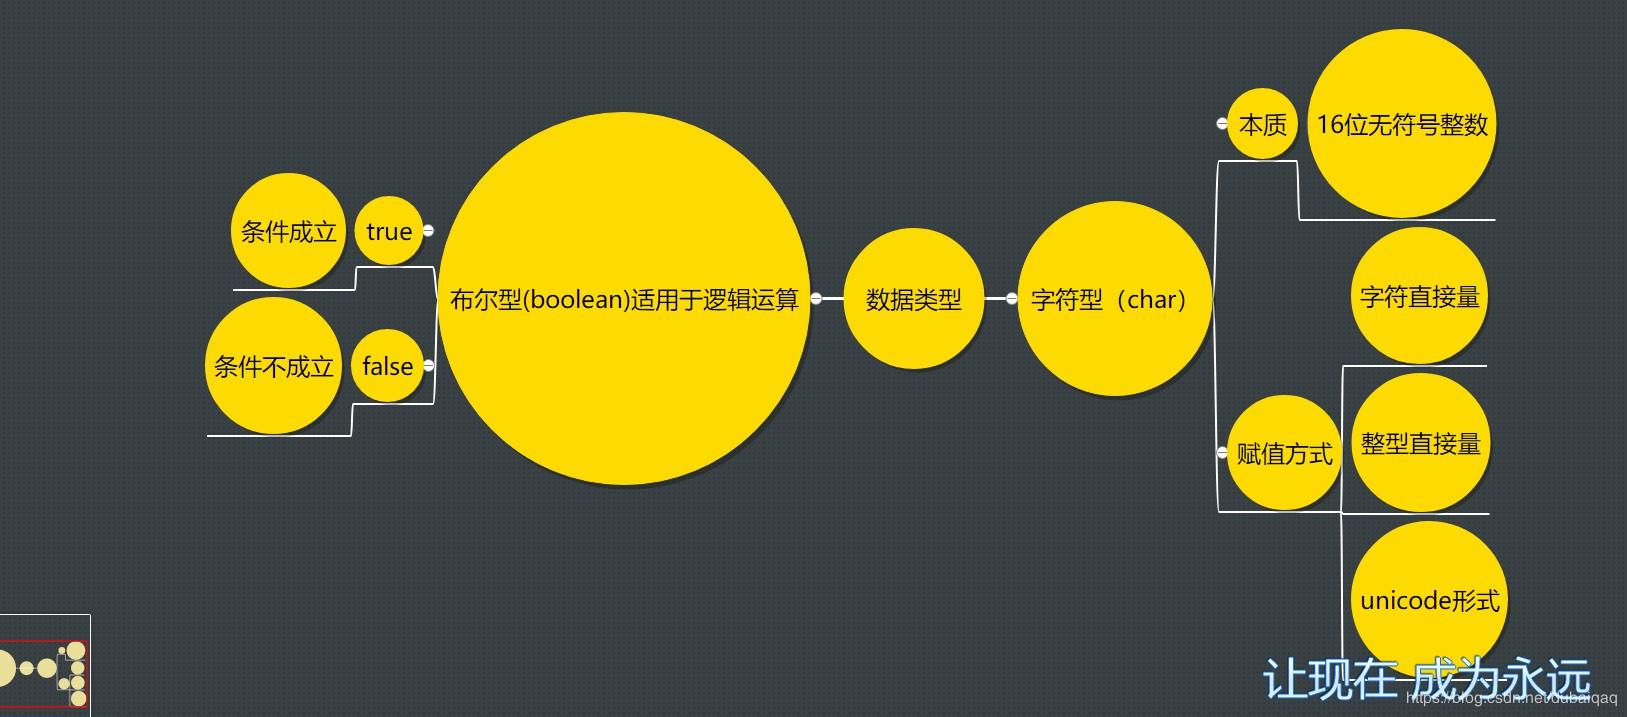 条件成立
true
条件不成立
false
布尔型(boolean)适用于逻辑运算
数据类型
字符型（char）
本质
16位无符号整数
赋值方式
字符直接量
整型直接量
unicode形式
让现在 成为永远
https://blog.csdn.net/dubaiqaq